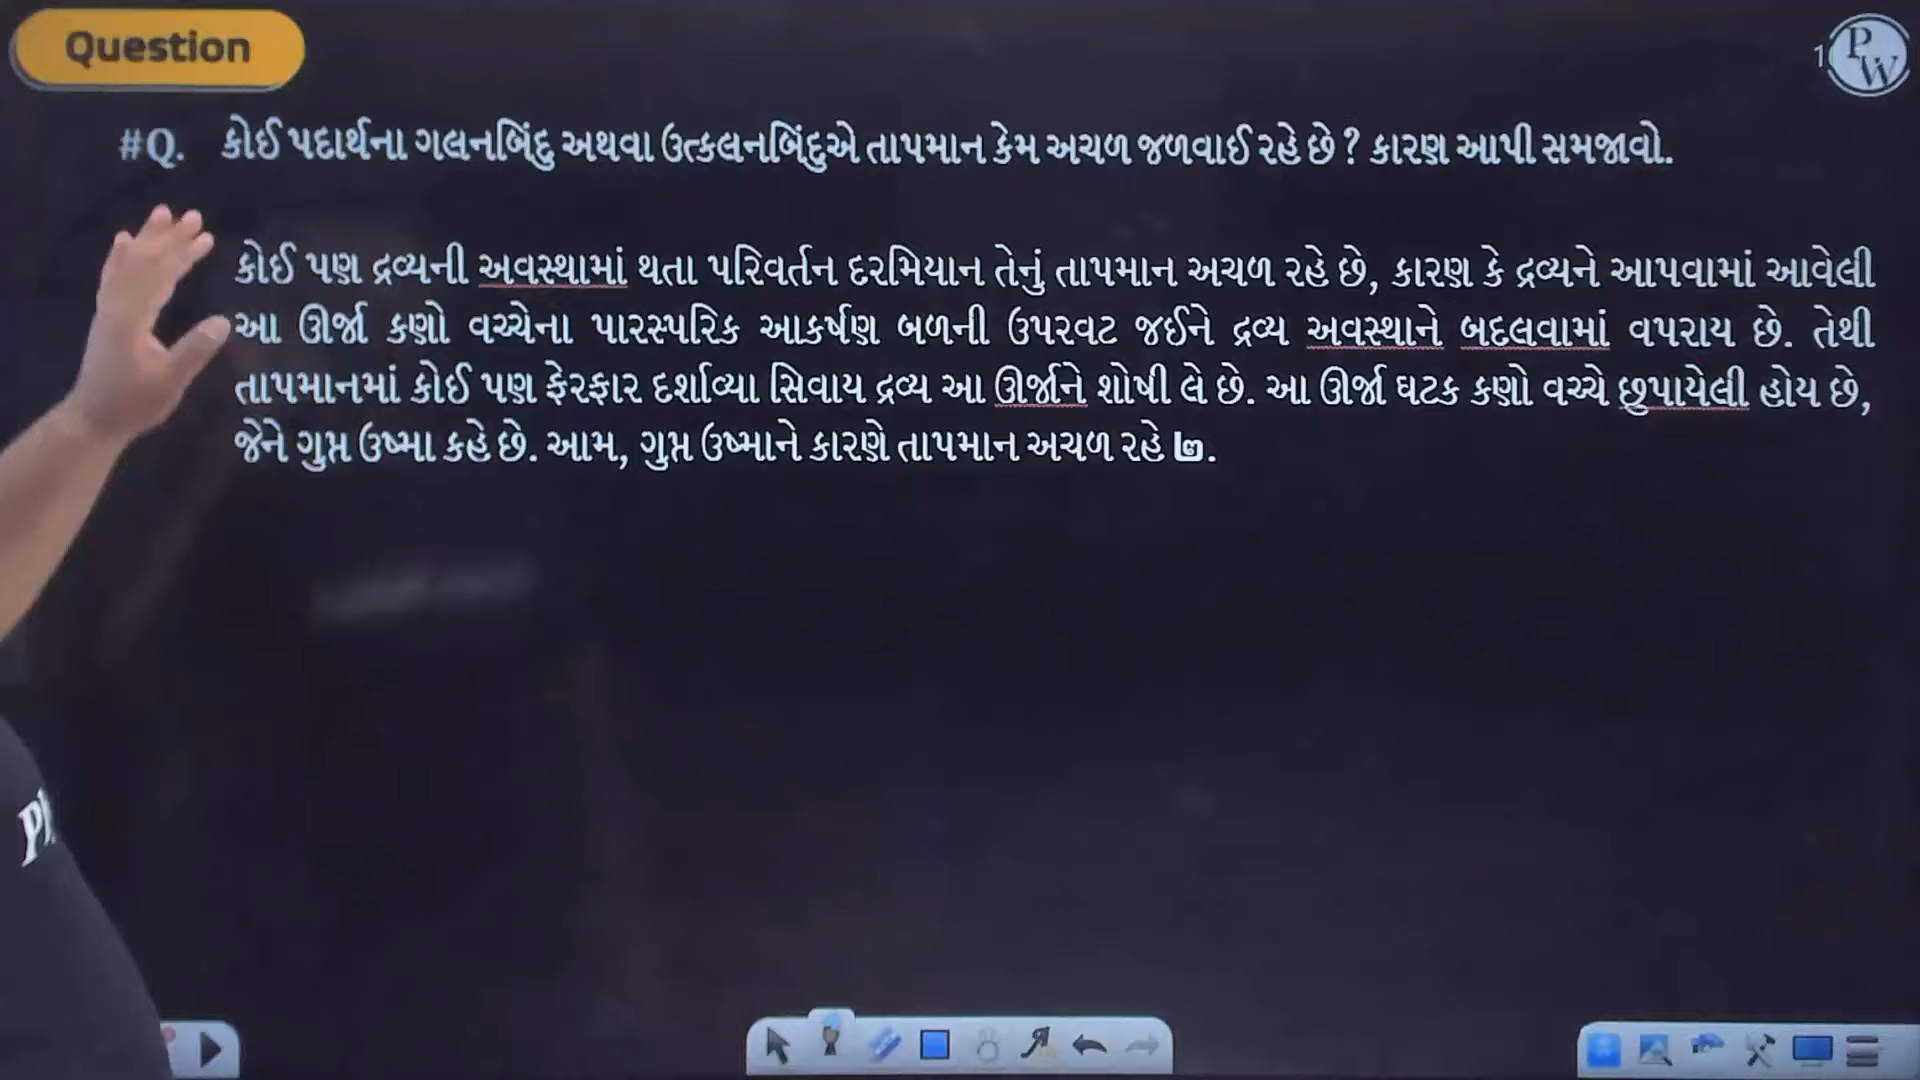 Question
1
PW
#Q. કોઈ પદાર્થના ગલનબિંદુ અથવા ઉત્કલનબિંદુએ તાપમાન કેમ અચળ જળવાઈ રહે છે ? કારણ આપી સમજાવો.
કોઈ પણ દ્રવ્યની અવસ્થામાં થતા પરિવર્તન દરમિયાન તેનું તાપમાન અચળ રહે છે, કારણ કે દ્રવ્યને આપવામાં આવેલી
આ ઊર્જા કણો વચ્ચેના પારસ્પરિક આકર્ષણ બળની ઉપરવટ જઈને દ્રવ્ય અવસ્થાને બદલવામાં વપરાય છે. તેથી
તાપમાનમાં કોઈ પણ ફેરફાર દર્શાવ્યા સિવાય દ્રવ્ય આ ઊર્જાને શોષી લે છે. આ ઊર્જા ઘટક કણો વચ્ચે છુપાયેલી હોય છે,
જેને ગુપ્ત ઉષ્મા કહે છે. આમ, ગુપ્ત ઉષ્માને કારણે તાપમાન અચળ રહે